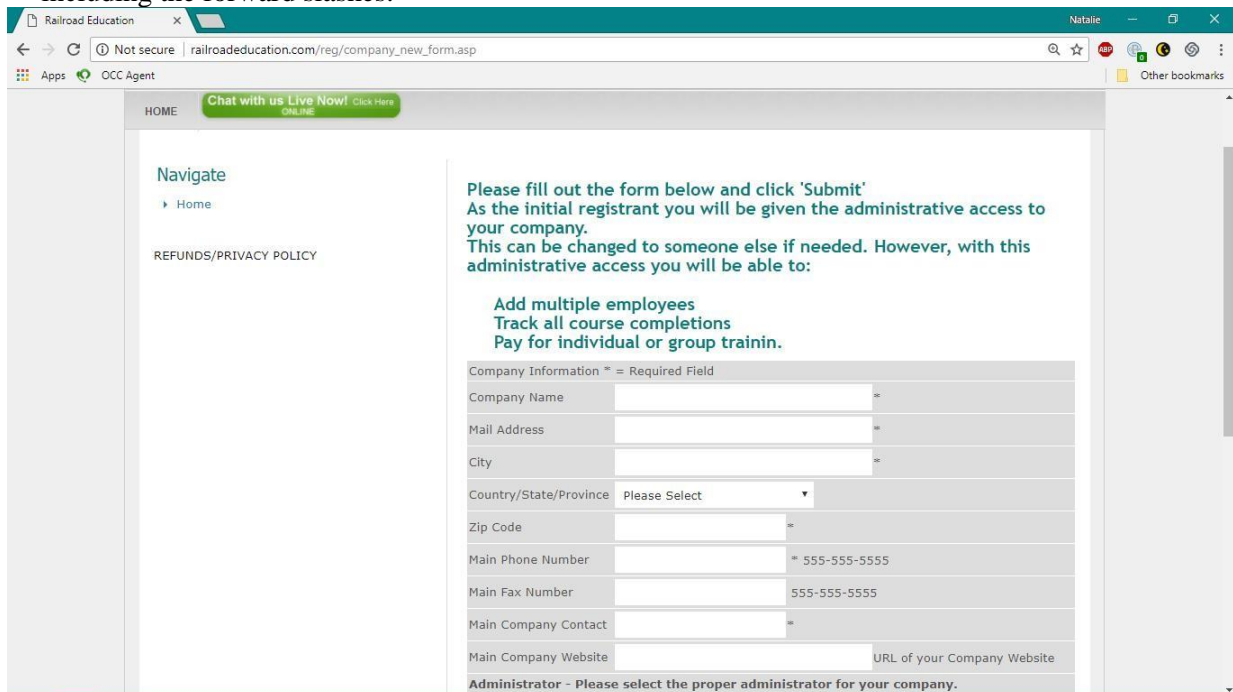 including the forward slashes.
Railroad Education
Natalie
Not secure | railroadeducation.com/reg/company_new_form.asp
ABP
0
Apps OCC Agent Other bookmarks
HOME
Chat with us Live Now! Click Here
ONLINE
Navigate
Home
REFUNDS/PRIVACY POLICY
Please fill out the form below and click 'Submit'
As the initial registrant you will be given the administrative access to
your company.
This can be changed to someone else if needed. However, with this
administrative access you will be able to:
Add multiple employees
Track all course completions
Pay for individual or group trainin.
Company Information * = Required Field
Company Name *
Mail Address *
City *
Country/State/Province Please Select
Zip Code *
Main Phone Number * 555-555-5555
Main Fax Number 555-555-5555
Main Company Contact *
Main Company Website URL of your Company Website
Administrator - Please select the proper administrator for your company.